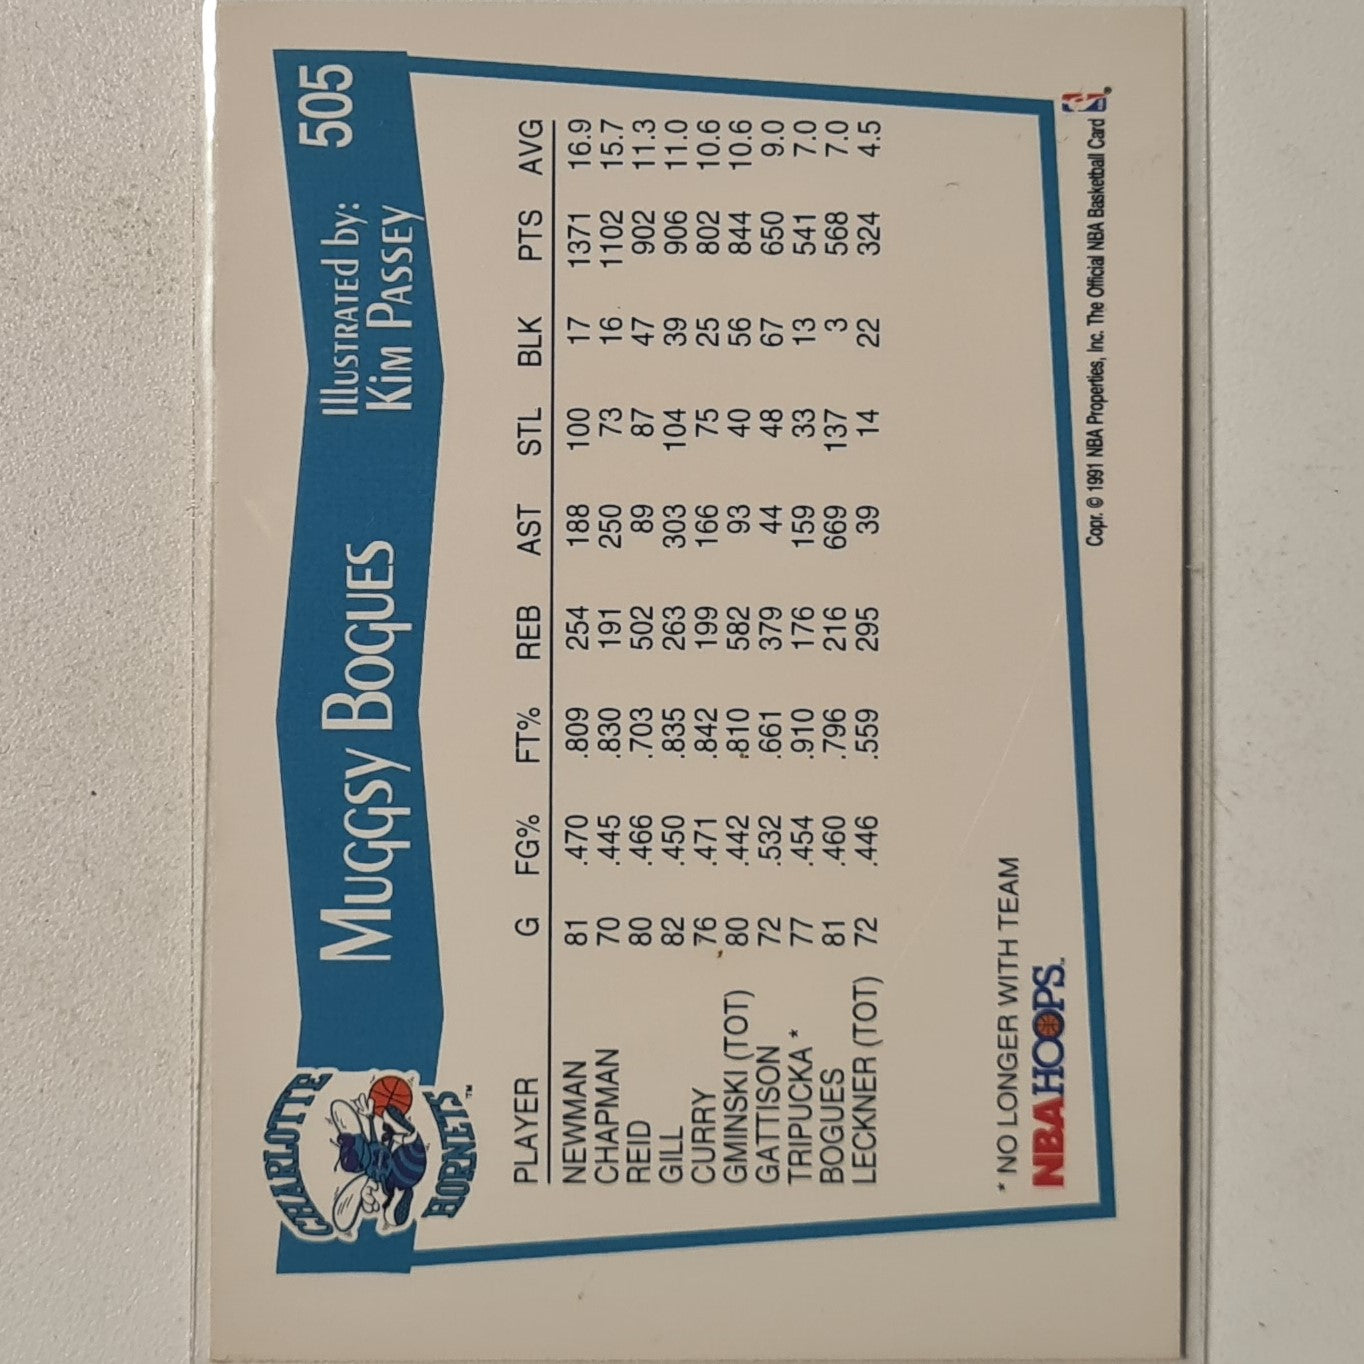 CHARLOTTE
HORNETS™
MUGGSY BOGUES
Illustrated by:
KIM PASSEY
505
PLAYER G FG% FT% REB AST STL BLK PTS AVG
NEWMAN 81 .470 .809 254 188 100 17 1371 16.9
CHAPMAN 70 .445 .830 191 250 73 16 1102 15.7
REID 80 .466 .703 502 89 87 47 902 11.3
GILL 82 .450 .835 263 303 104 39 906 11.0
CURRY 76 .471 .842 199 166 75 25 802 10.6
GMINSKI (TOT) 80 .442 .810 582 93 40 56 844 10.6
GATTISON 72 .532 .661 379 44 48 67 650 9.0
TRIPUCKA * 77 .454 .910 176 159 33 13 541 7.0
BOGUES 81 .460 .796 216 669 137 3 568 7.0
LECKNER (TOT) 72 .446 .559 295 39 14 22 324 4.5
* NO LONGER WITH TEAM
NBA HOOPS™
Copr. © 1991 NBA Properties, Inc. The Official NBA Basketball Card